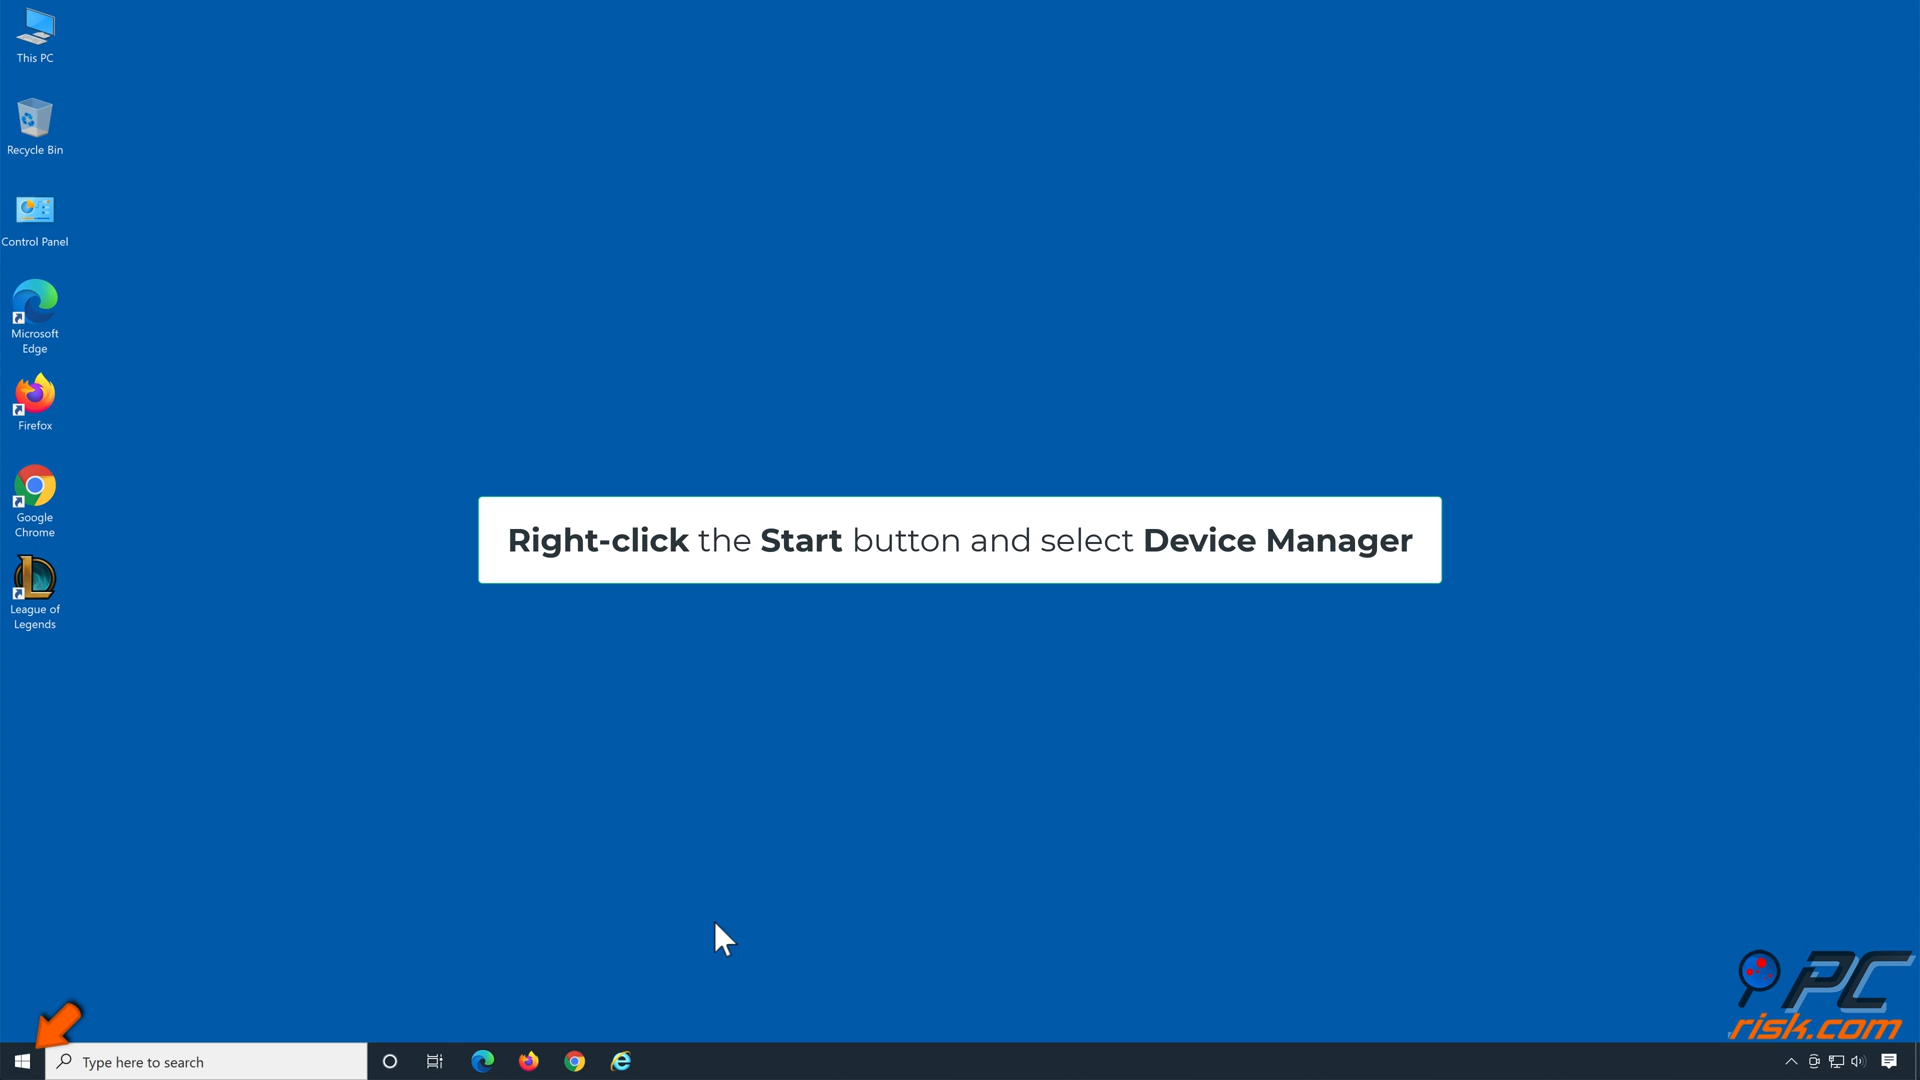 This PC
Recycle Bin
Control Panel
Microsoft
Edge
Firefox
Google
Chrome
League of
Legends
Right-click the Start button and select Device Manager
PC
risk.com
Type here to search